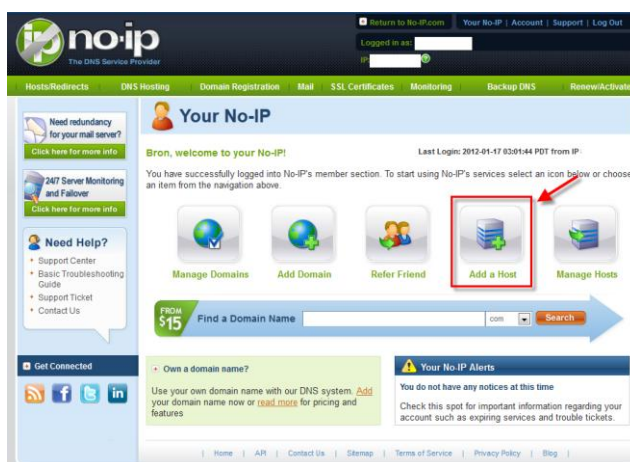 no-ip
The DNS Service Provider
Return to No-IP.com
Your No-IP | Account | Support | Log Out
Logged in as:
IP:
Hosts/Redirects DNS Hosting Domain Registration Mail SSL Certificates Monitoring Backup DNS Renew/Activate
Need redundancy
for your mail server?
Click here for more info
24/7 Server Monitoring
and Failover
Click here for more info
Need Help?
Support Center
Basic Troubleshooting
Guide
Support Ticket
Contact Us
Get Connected
Your No-IP
Bron, welcome to your No-IP!
Last Login: 2012-01-17 03:01:44 PDT from IP
You have successfully logged into No-IP's member section. To start using No-IP's services select an icon below or choose
an item from the navigation above.
Manage Domains
Add Domain
Refer Friend
Add a Host
Manage Hosts
FROM
$15
Find a Domain Name
com
Search
Own a domain name?
Use your own domain name with our DNS system. Add
your domain name now or read more for pricing and
features
Your No-IP Alerts
You do not have any notices at this time
Check this spot for important information regarding your
account such as expiring services and trouble tickets.
| Home | API | Contact Us | Sitemap | Terms of Service | Privacy Policy | Blog |